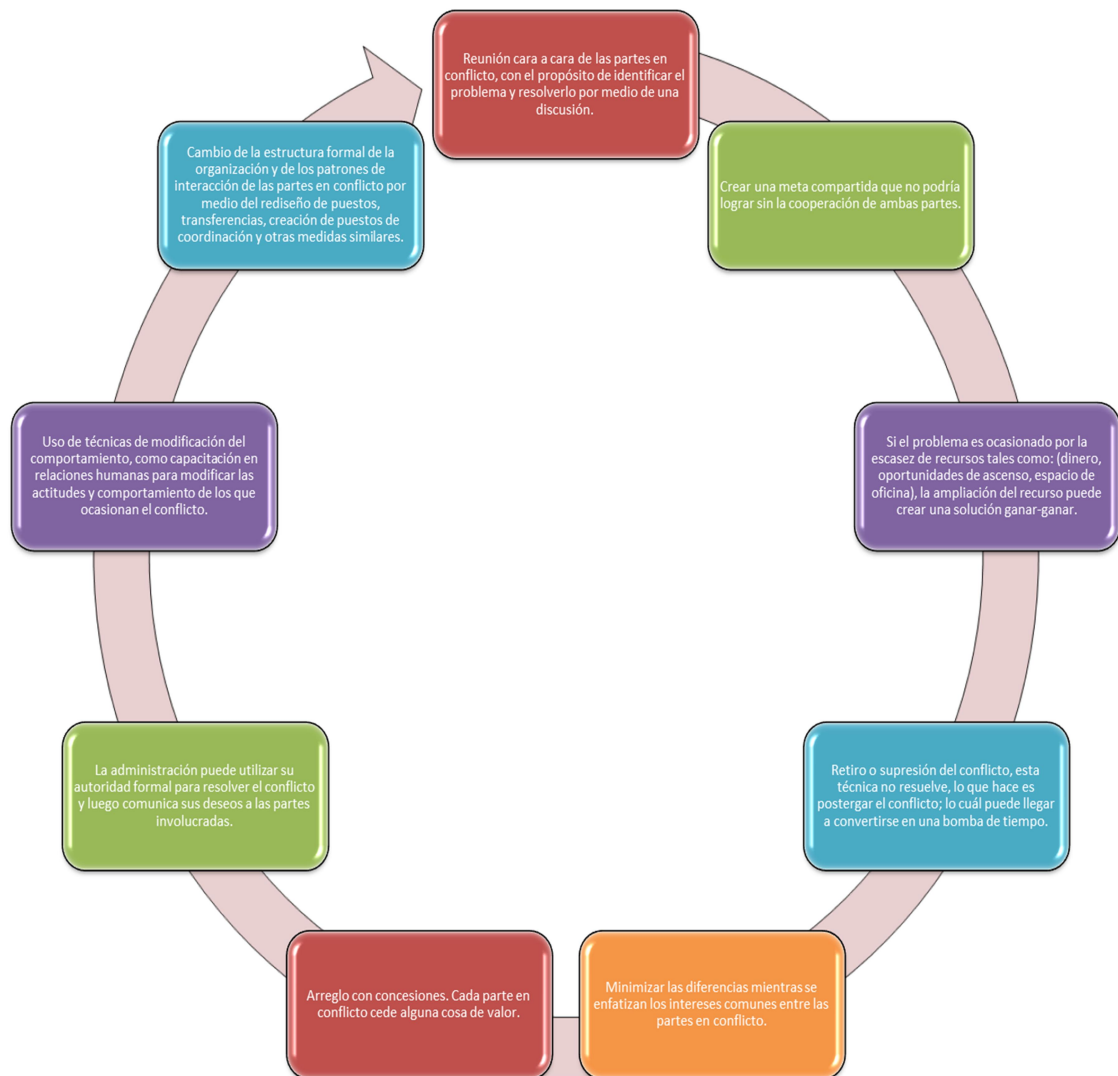 Reunión cara a cara de las partes en
conflicto, con el propósito de identificar el
problema y resolverlo por medio de una
discusión.
Crear una meta compartida que no podría
lograr sin la cooperación de ambas partes.
Si el problema es ocasionado por la
escasez de recursos tales como: (dinero,
oportunidades de ascenso, espacio de
oficina), la ampliación del recurso puede
crear una solución ganar-ganar.
Retiro o supresión del conflicto, esta
técnica no resuelve, lo que hace es
postergar el conflicto; lo cuál puede llegar
a convertirse en una bomba de tiempo.
Minimizar las diferencias mientras se
enfatizan los intereses comunes entre las
partes en conflicto.
Arreglo con concesiones. Cada parte en
conflicto cede alguna cosa de valor.
La administración puede utilizar su
autoridad formal para resolver el conflicto
y luego comunica sus deseos a las partes
involucradas.
Uso de técnicas de modificación del
comportamiento, como capacitación en
relaciones humanas para modificar las
actitudes y comportamiento de los que
ocasionan el conflicto.
Cambio de la estructura formal de la
organización y de los patrones de
interacción de las partes en conflicto por
medio del rediseño de puestos,
transferencias, creación de puestos de
coordinación y otras medidas similares.